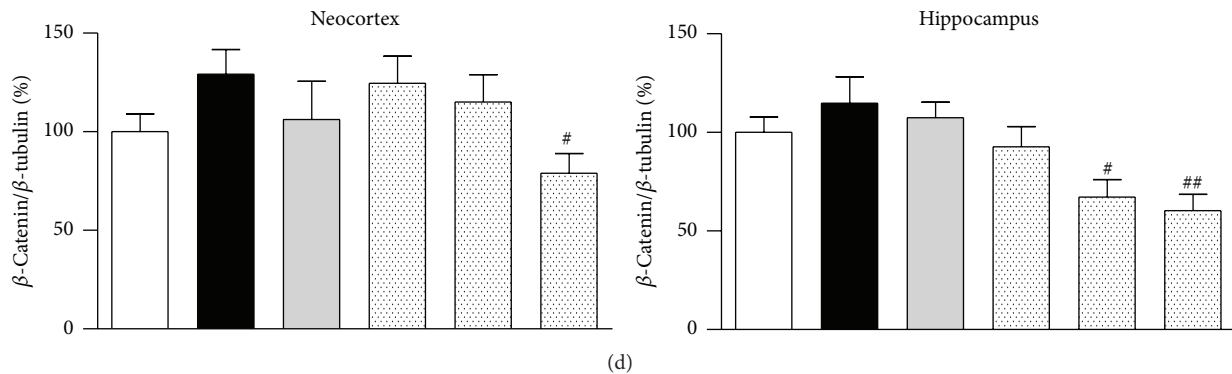 Neocortex
150
100
50
0
β-Catenin/β-tubulin (%)
#
Hippocampus
150
100
50
0
β-Catenin/β-tubulin (%)
#
##
(d)